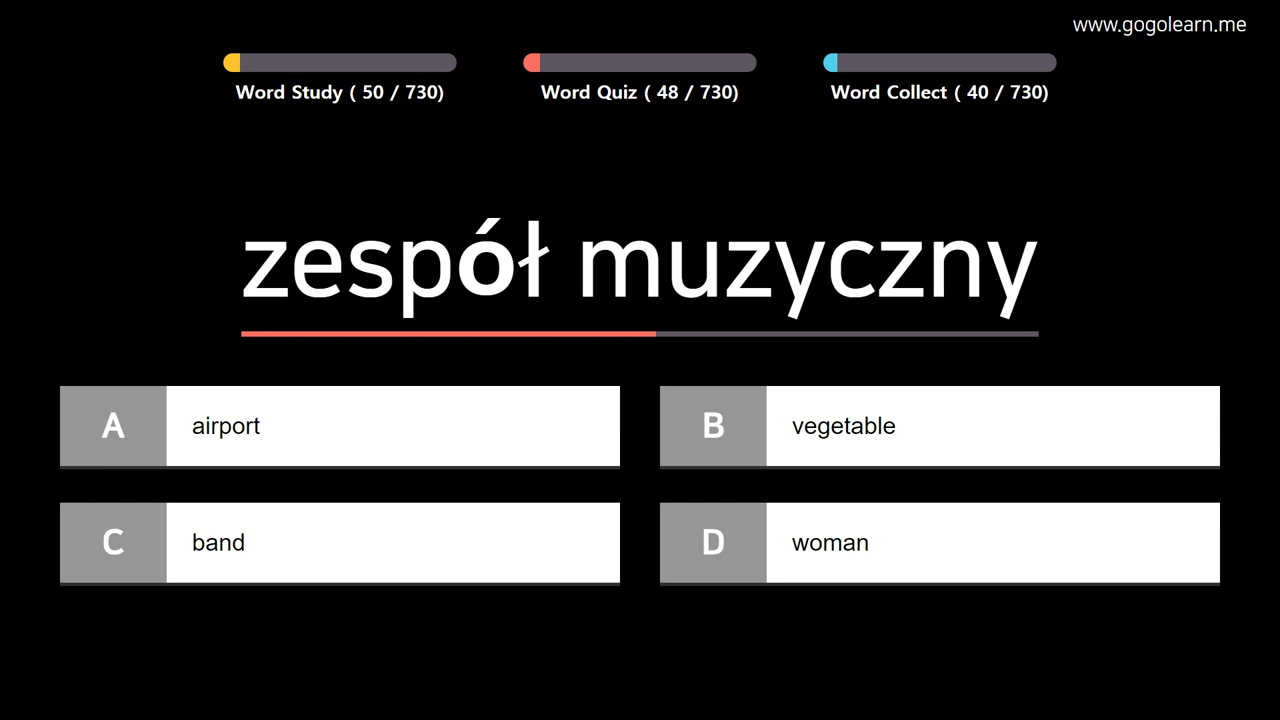 www.gogolearn.me
Word Study ( 50 / 730)
Word Quiz ( 48 / 730)
Word Collect ( 40 / 730)
zespół muzyczny
A airport
B vegetable
C band
D woman